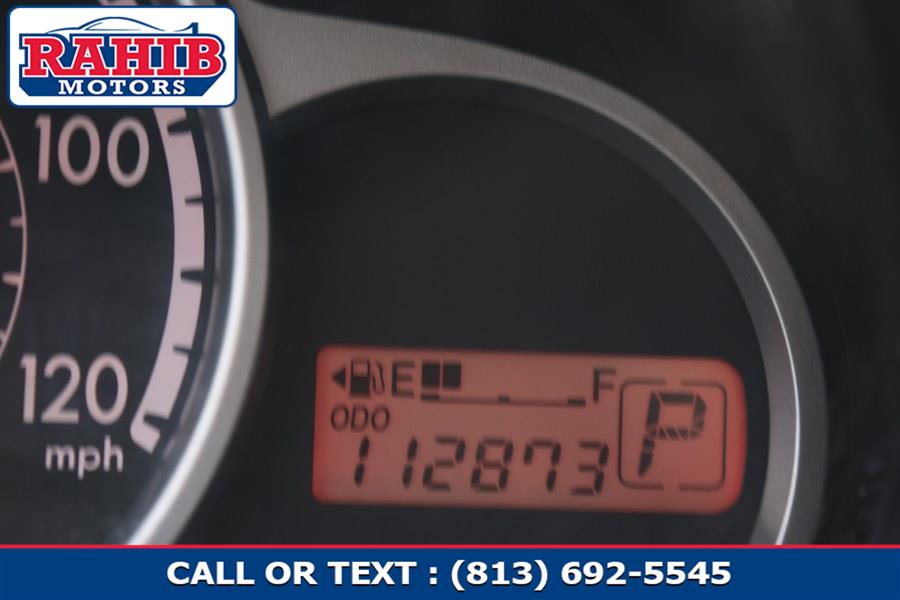 RAHIB
MOTORS
100
120
mph
E F
ODO
112873
P
CALL OR TEXT : (813) 692-5545